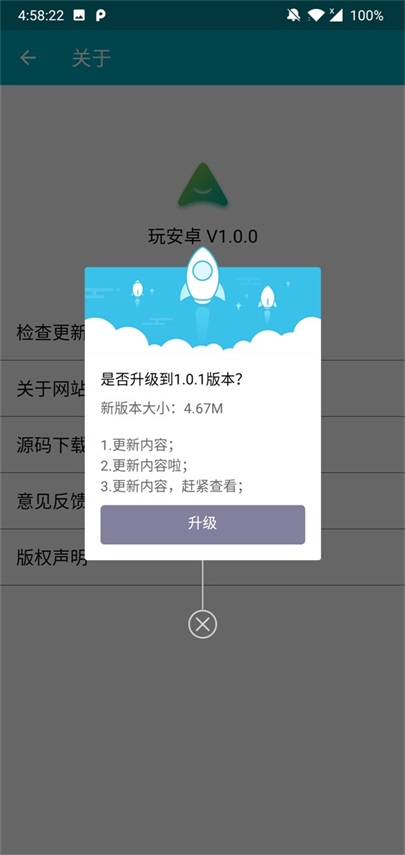 4:58:22 100%
关于
玩安卓 V1.0.0
检查更新
关于网站
源码下载
意见反馈
版权声明
是否升级到1.0.1版本？
新版本大小：4.67M
1.更新内容；
2.更新内容啦；
3.更新内容，赶紧查看；
升级